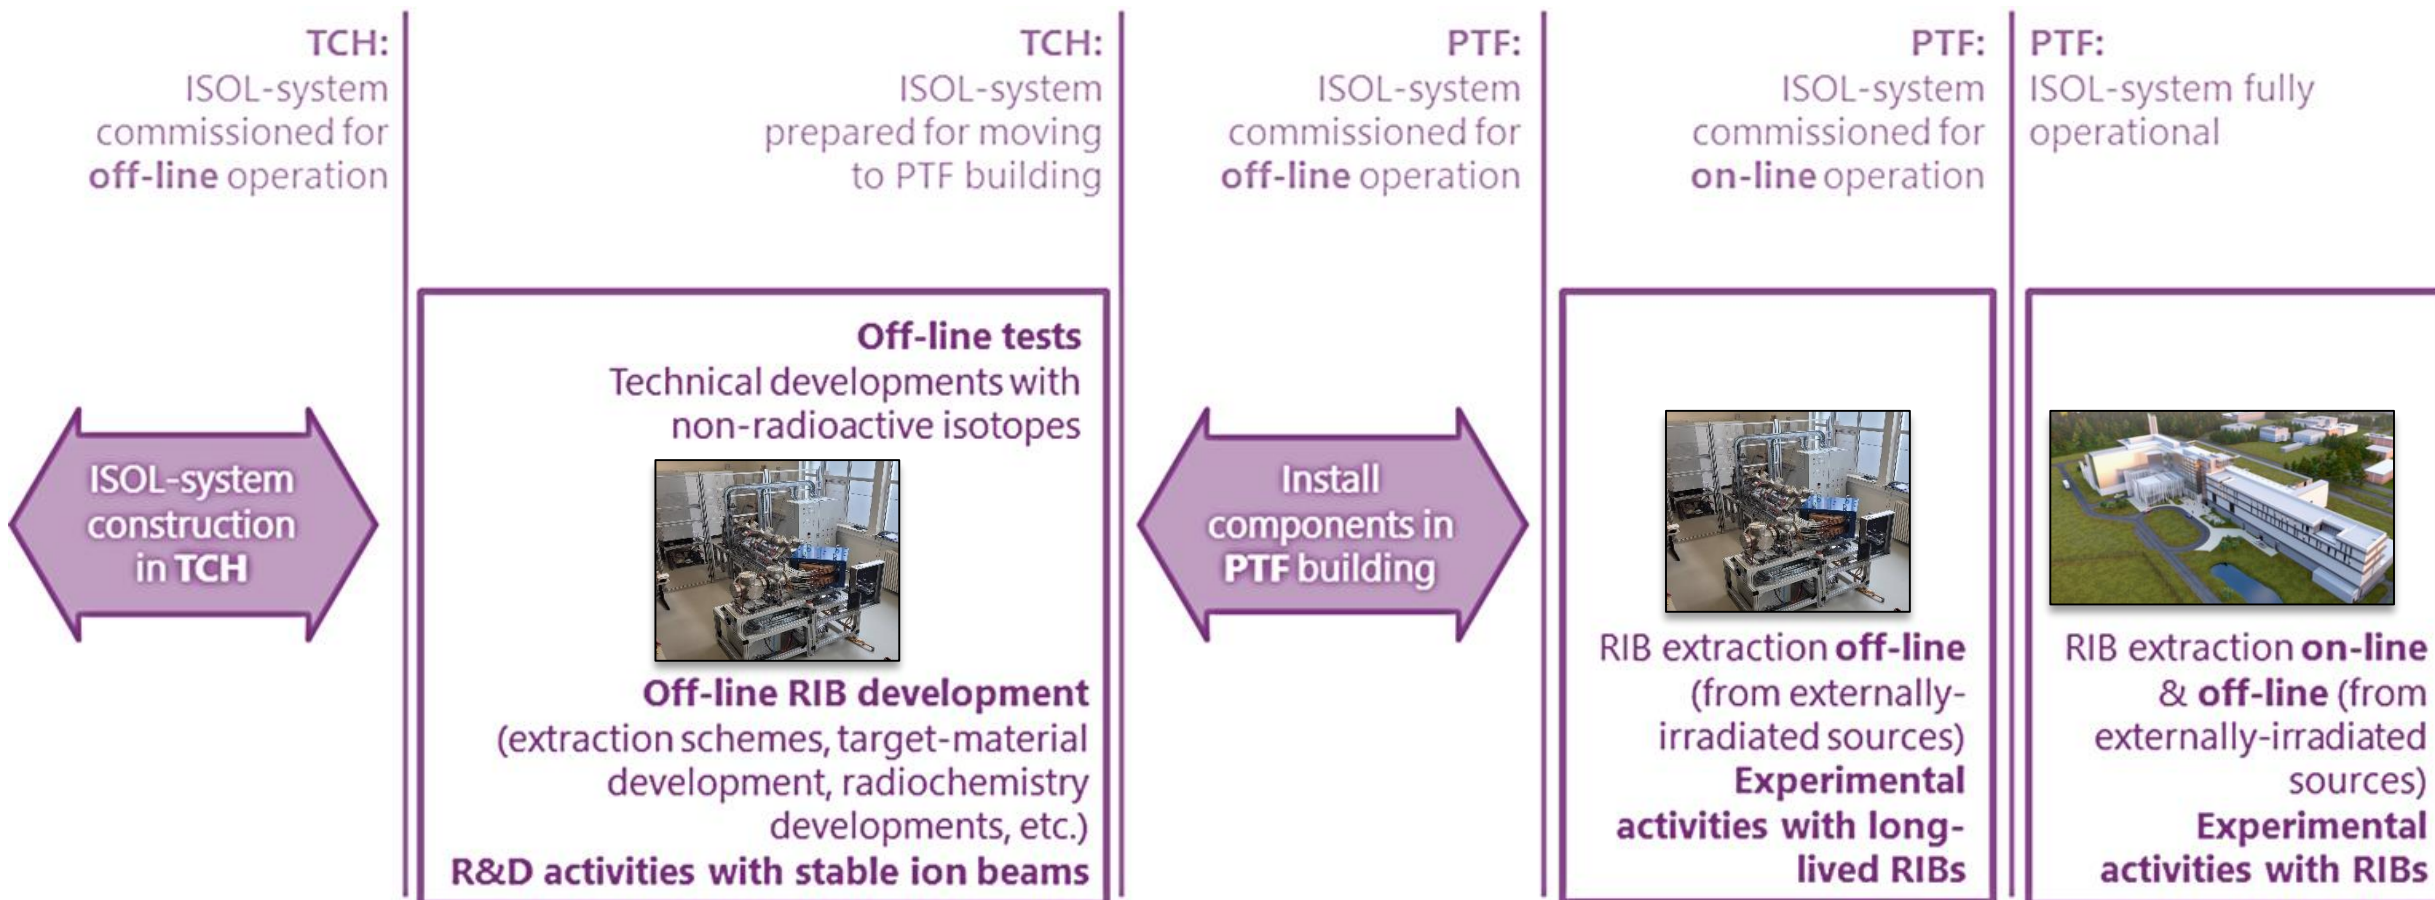 TCH:
ISOL-system
commissioned for
off-line operation
TCH:
ISOL-system
prepared for moving
to PTF building
PTF:
ISOL-system
commissioned for
off-line operation
PTF:
ISOL-system
commissioned for
on-line operation
PTF:
ISOL-system fully
operational
ISOL-system
construction
in TCH
Off-line tests
Technical developments with
non-radioactive isotopes
Off-line RIB development
(extraction schemes, target-material
development, radiochemistry
developments, etc.)
R&D activities with stable ion beams
Install
components in
PTF building
RIB extraction off-line
(from externally-
irradiated sources)
Experimental
activities with long-
lived RIBs
RIB extraction on-line
& off-line (from
externally-irradiated
sources)
Experimental
activities with RIBs